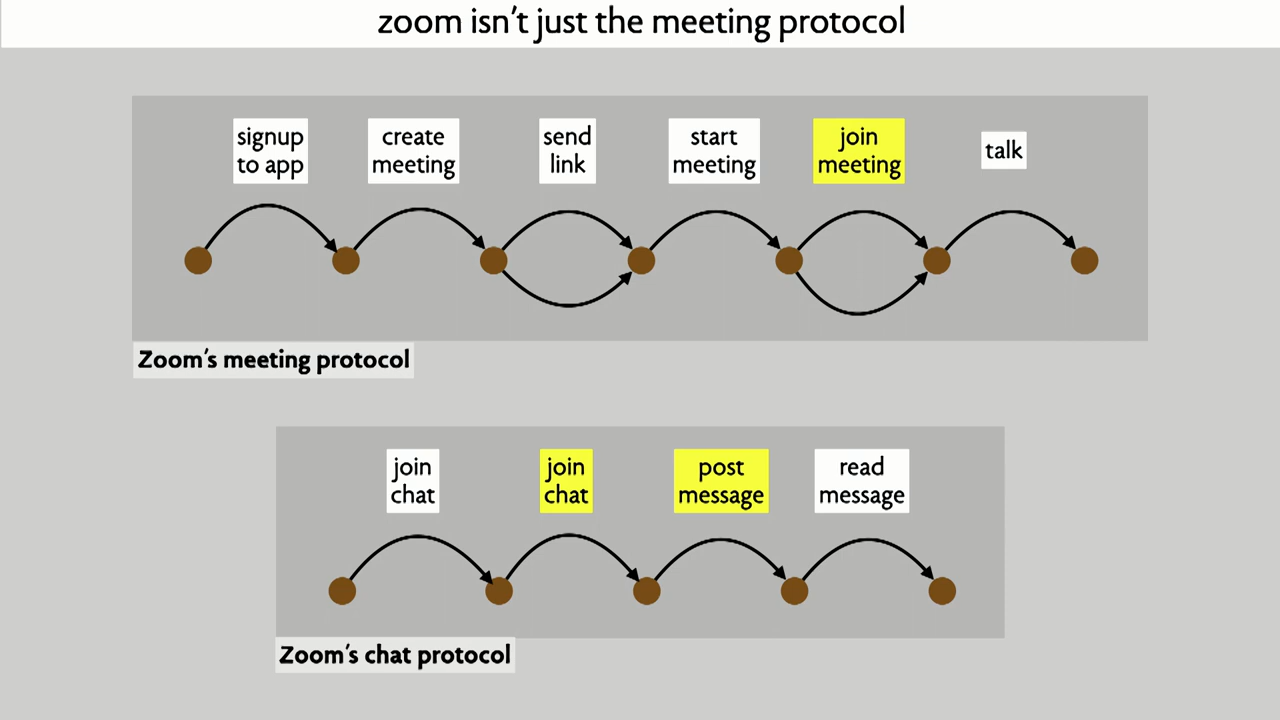 zoom isn't just the meeting protocol
signup
to app
create
meeting
send
link
start
meeting
join
meeting
talk
Zoom's meeting protocol
join
chat
join
chat
post
message
read
message
Zoom's chat protocol